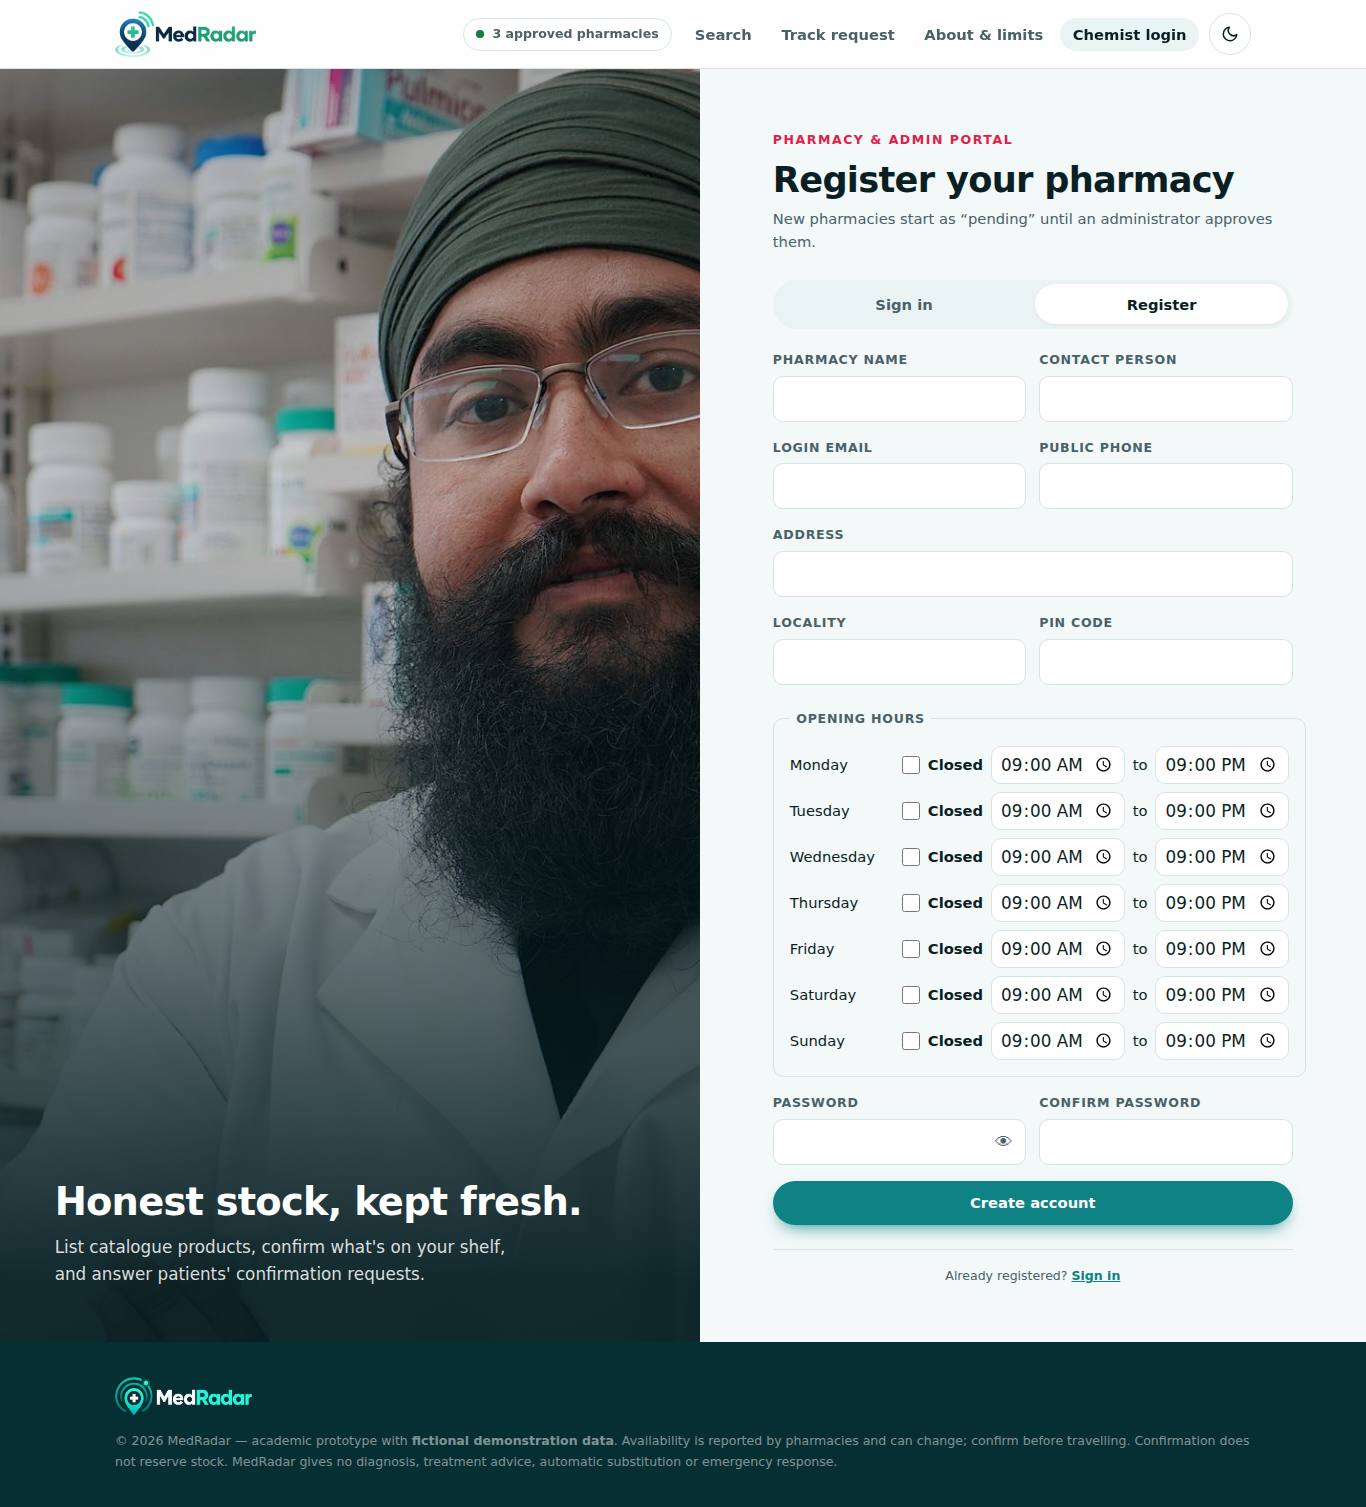 MedRadar
3 approved pharmacies
Search
Track request
About & limits
Chemist login
Pulmic
PHARMACY & ADMIN PORTAL
Register your pharmacy
New pharmacies start as “pending” until an administrator approves
them.
Sign in
Register
PHARMACY NAME
CONTACT PERSON
LOGIN EMAIL
PUBLIC PHONE
ADDRESS
LOCALITY
PIN CODE
OPENING HOURS
Monday Closed 09:00 AM to 09:00 PM
Tuesday Closed 09:00 AM to 09:00 PM
Wednesday Closed 09:00 AM to 09:00 PM
Thursday Closed 09:00 AM to 09:00 PM
Friday Closed 09:00 AM to 09:00 PM
Saturday Closed 09:00 AM to 09:00 PM
Sunday Closed 09:00 AM to 09:00 PM
PASSWORD
CONFIRM PASSWORD
Create account
Already registered? Sign in
Honest stock, kept fresh.
List catalogue products, confirm what's on your shelf,
and answer patients' confirmation requests.
MedRadar
© 2026 MedRadar — academic prototype with fictional demonstration data. Availability is reported by pharmacies and can change; confirm before travelling. Confirmation does
not reserve stock. MedRadar gives no diagnosis, treatment advice, automatic substitution or emergency response.